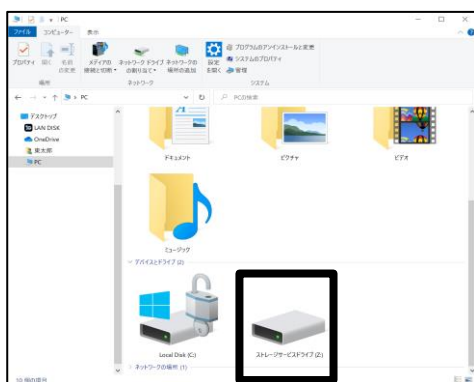 PC
ファイル コンピューター 表示
プロパティ 開く 名前の変更
メディアの接続と切断 ネットワーク ドライブの割り当て ネットワークの場所の追加
設定を開く
プログラムのアンインストールと変更
システムのプロパティ
管理
場所 ネットワーク システム
PC PCの検索
デスクトップ
LAN DISK
OneDrive
PC
ドキュメント ピクチャ ビデオ
ミュージック
デバイスとドライブ (2)
Local Disk (C:) ストレージサービスドライブ (Z:)
ネットワークの場所 (1)